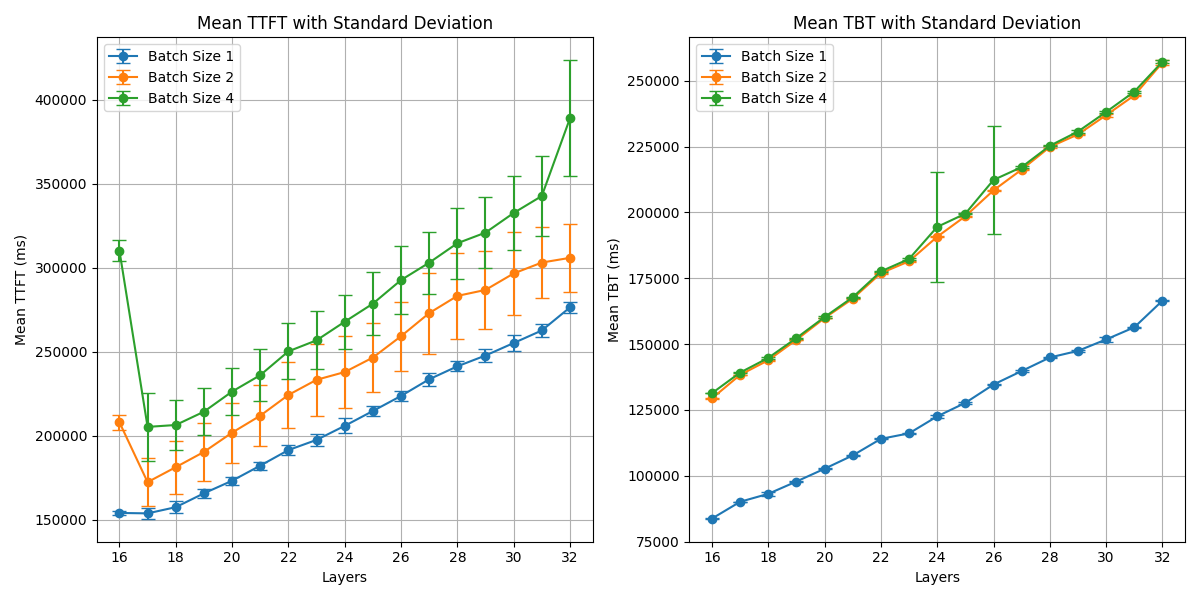 Mean TTFT with Standard Deviation
Batch Size 1
Batch Size 2
Batch Size 4
Mean TTFT (ms)
400000
350000
300000
250000
200000
150000
16 18 20 22 24 26 28 30 32
Layers
Mean TBT with Standard Deviation
Batch Size 1
Batch Size 2
Batch Size 4
Mean TBT (ms)
250000
225000
200000
175000
150000
125000
100000
75000
16 18 20 22 24 26 28 30 32
Layers